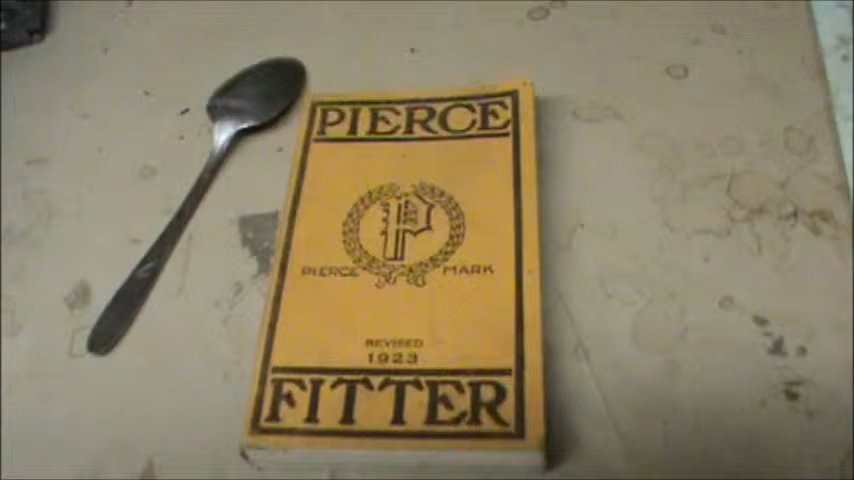 PIERCE
P
PIERCE MARK
REVISED
1923
FITTER